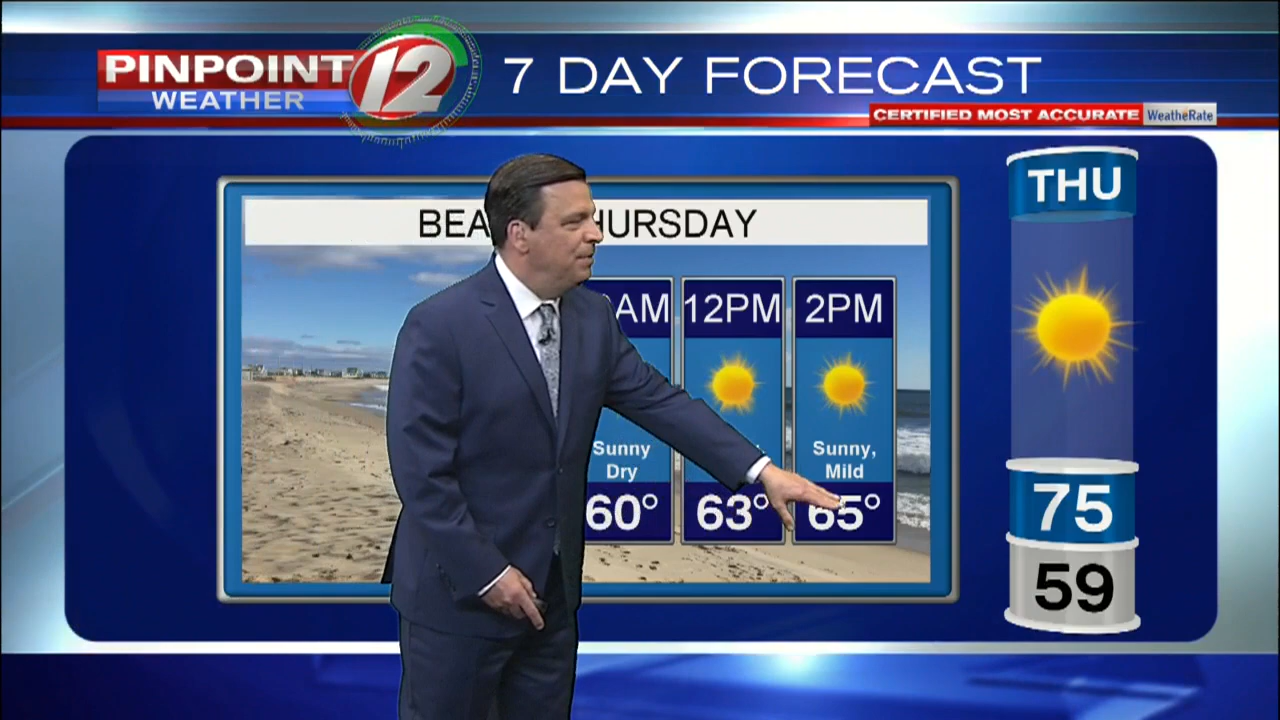 PINPOINT 12
WEATHER
7 DAY FORECAST
CERTIFIED MOST ACCURATE WeatheRate
THU
BEA HURSDAY
AM 12PM 2PM
Sunny Sunny,
Dry Mild
60° 63° 65°
75
59